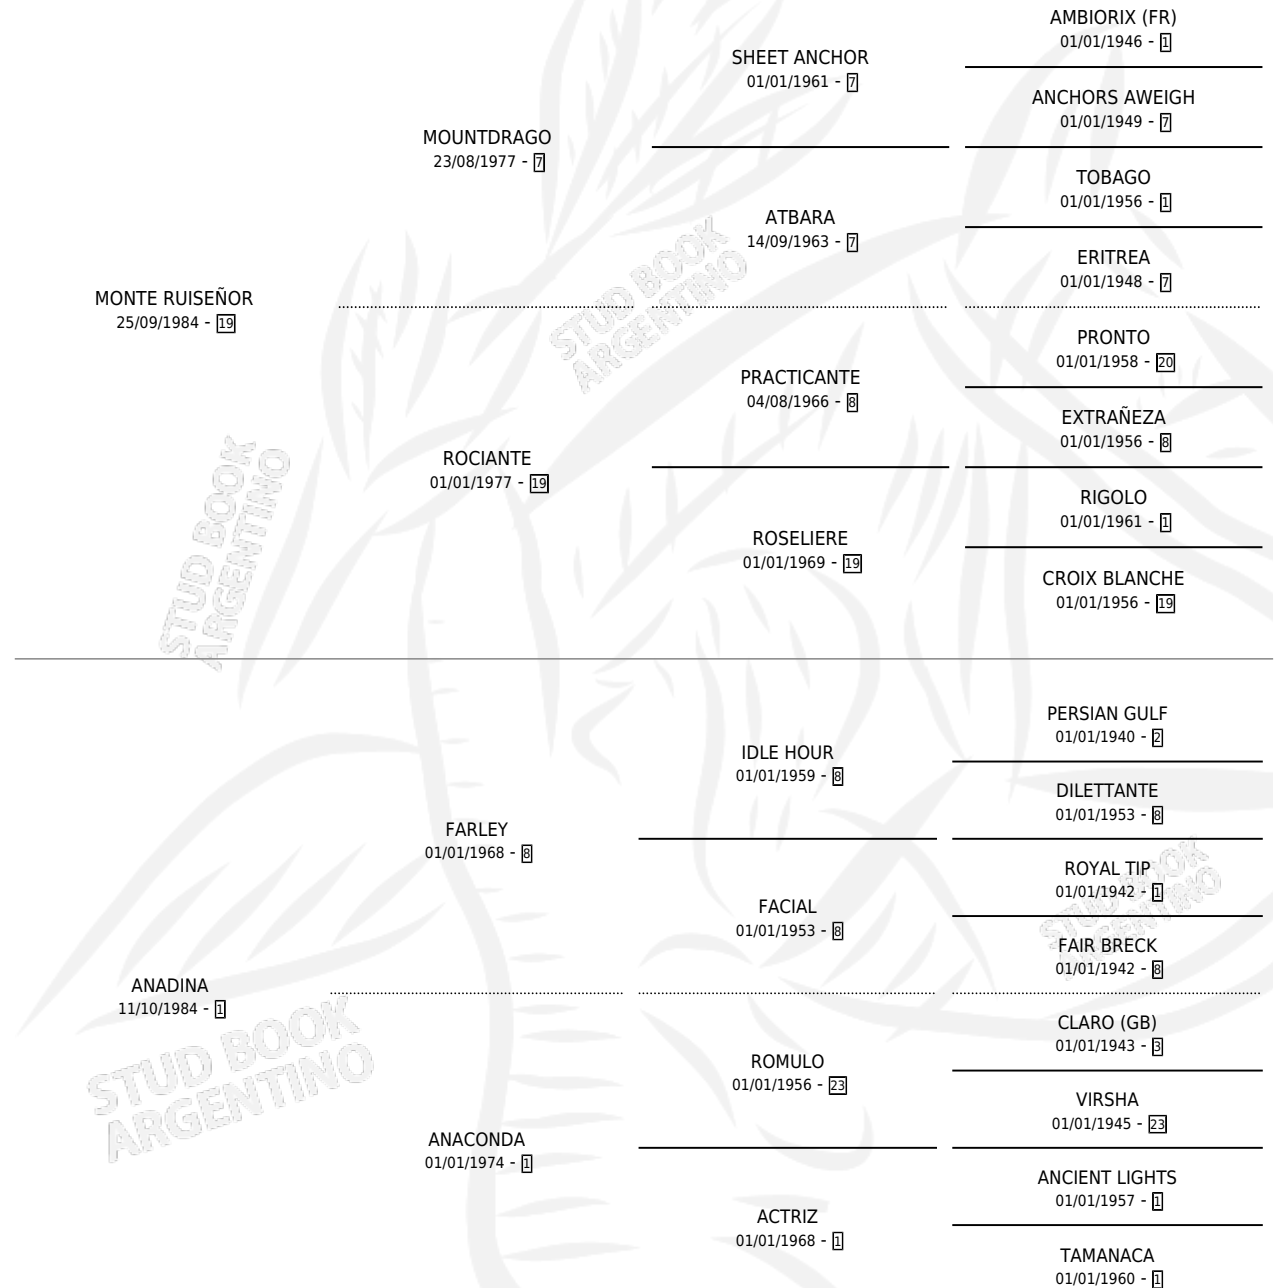 AMBIORIX (FR)
01/01/1946 - 1
SHEET ANCHOR
01/01/1961 - 7
ANCHORS AWEIGH
01/01/1949 - 7
MOUNTDRAGO
23/08/1977 - 7
TOBAGO
01/01/1956 - 1
ATBARA
14/09/1963 - 7
ERITREA
01/01/1948 - 7
MONTE RUISEÑOR
25/09/1984 - 19
PRONTO
01/01/1958 - 20
PRACTICANTE
04/08/1966 - 8
EXTRAÑEZA
01/01/1956 - 8
ROCIANTE
01/01/1977 - 19
RIGOLO
01/01/1961 - 1
ROSELIERE
01/01/1969 - 19
CROIX BLANCHE
01/01/1956 - 19
PERSIAN GULF
01/01/1940 - 2
IDLE HOUR
01/01/1959 - 8
DILETTANTE
01/01/1953 - 8
FARLEY
01/01/1968 - 8
ROYAL TIP
01/01/1942 - 1
FACIAL
01/01/1953 - 8
FAIR BRECK
01/01/1942 - 8
ANADINA
11/10/1984 - 1
CLARO (GB)
01/01/1943 - 3
ROMULO
01/01/1956 - 23
VIRSHA
01/01/1945 - 23
ANACONDA
01/01/1974 - 1
ANCIENT LIGHTS
01/01/1957 - 1
ACTRIZ
01/01/1968 - 1
TAMANACA
01/01/1960 - 1
STUD BOOK
ARGENTINO
STUD BOOK
ARGENTINO
STUD BOOK
ARGENTINO
STUD BOOK
ARGENTINO